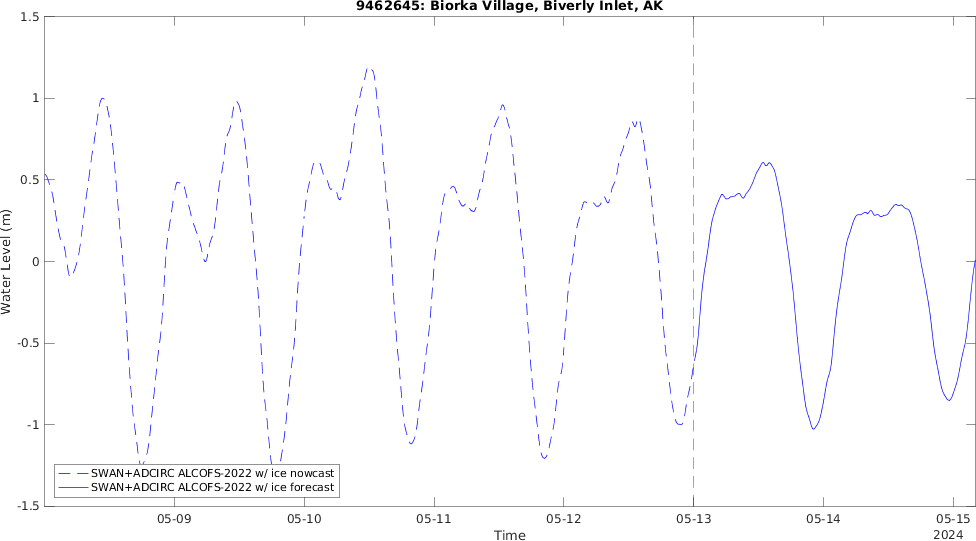 9462645: Biorka Village, Biverly Inlet, AK
1.5
1
0.5
0
-0.5
-1
-1.5
Water Level (m)
SWAN+ADCIRC ALCOFS-2022 w/ ice nowcast
SWAN+ADCIRC ALCOFS-2022 w/ ice forecast
05-09 05-10 05-11 05-12 05-13 05-14 05-15
2024
Time